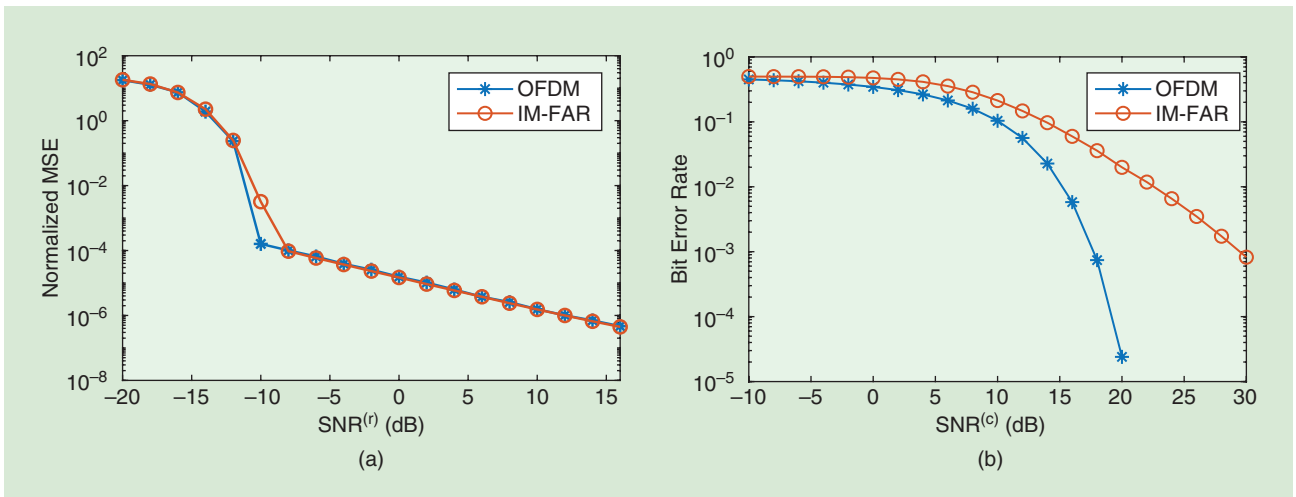 10^2
10^0
10^–2
10^–4
10^–6
10^–8
Normalized MSE
OFDM
IM-FAR
–20 –15 –10 –5 0 5 10 15
SNR^(r) (dB)
(a)
10^0
10^–1
10^–2
10^–3
10^–4
10^–5
Bit Error Rate
OFDM
IM-FAR
–10 –5 0 5 10 15 20 25 30
SNR^(c) (dB)
(b)